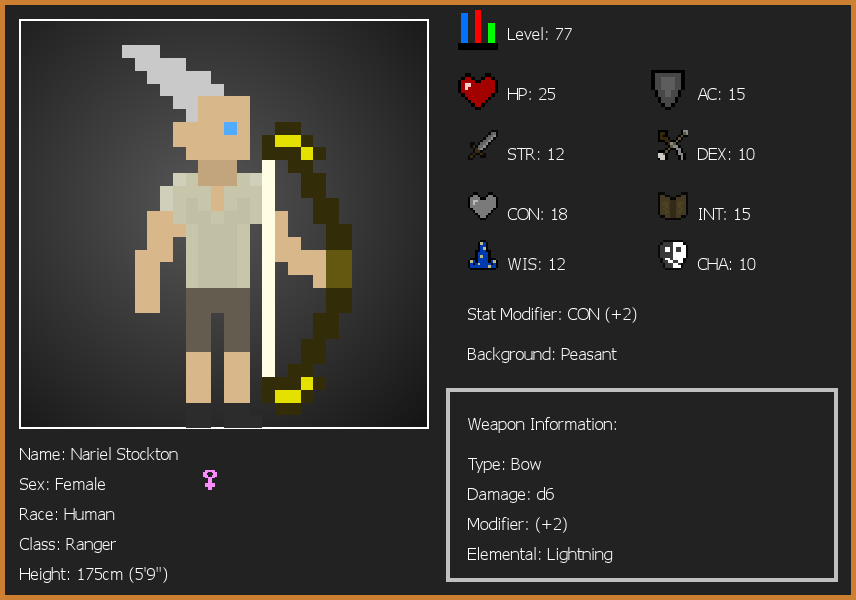 Level: 77
HP: 25
AC: 15
STR: 12
DEX: 10
CON: 18
INT: 15
WIS: 12
CHA: 10
Stat Modifier: CON (+2)
Background: Peasant
Weapon Information:
Type: Bow
Damage: d6
Modifier: (+2)
Elemental: Lightning
Name: Nariel Stockton
Sex: Female
Race: Human
Class: Ranger
Height: 175cm (5'9")